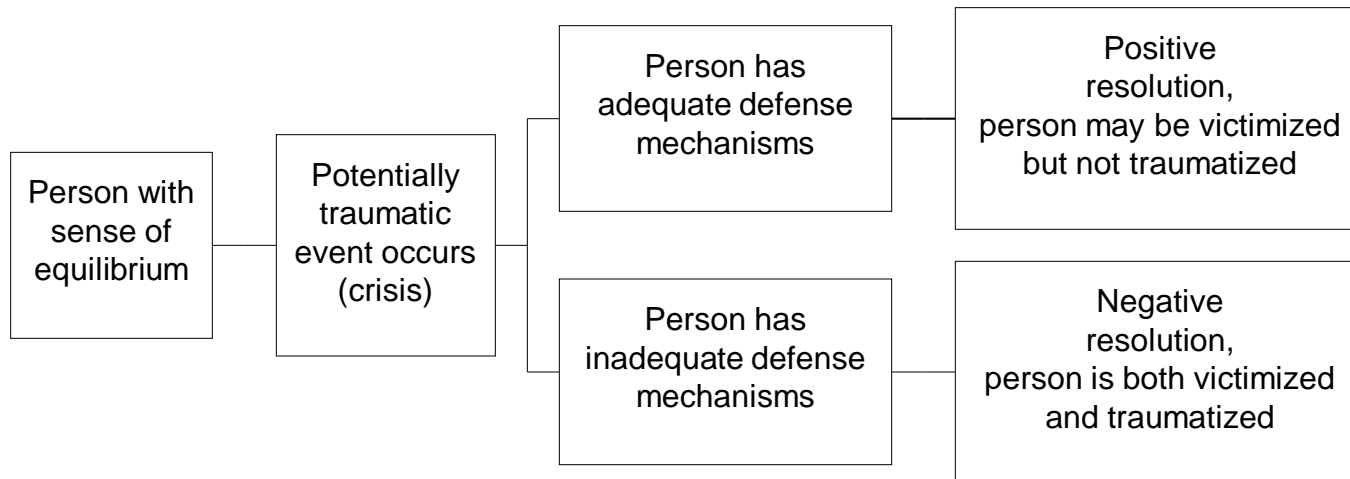 Person with
sense of
equilibrium
Potentially
traumatic
event occurs
(crisis)
Person has
adequate defense
mechanisms
Positive
resolution,
person may be victimized
but not traumatized
Person has
inadequate defense
mechanisms
Negative
resolution,
person is both victimized
and traumatized